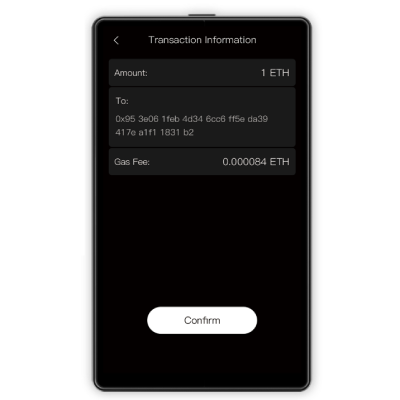 Transaction Information
Amount: 1 ETH
To:
0x95 3e06 1feb 4d34 6cc6 ff5e da39
417e a1f1 1831 b2
Gas Fee: 0.000084 ETH
Confirm